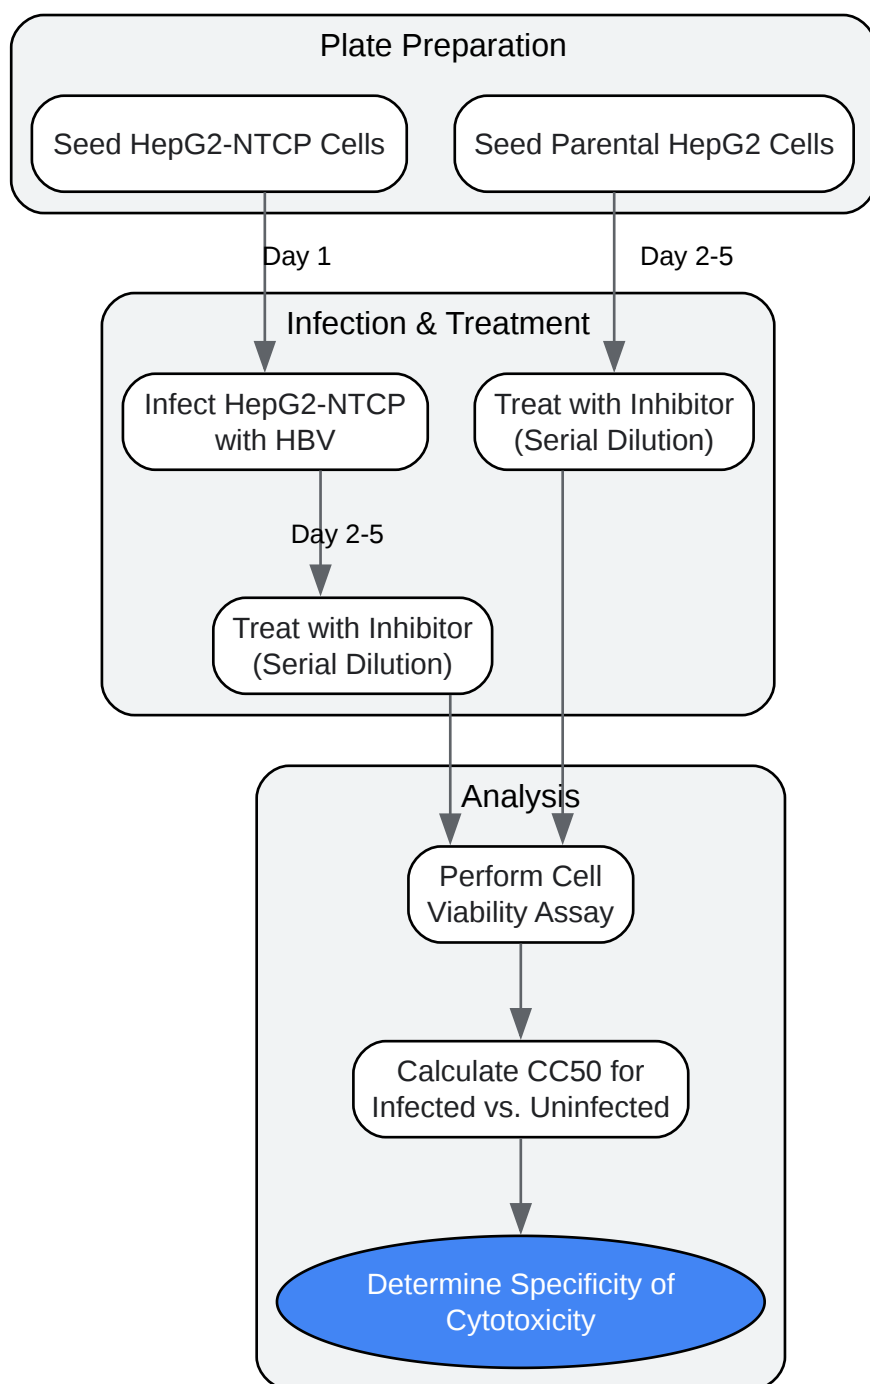 Plate Preparation
Seed HepG2-NTCP Cells
Seed Parental HepG2 Cells
Day 1
Day 2-5
Infection & Treatment
Infect HepG2-NTCP
with HBV
Treat with Inhibitor
(Serial Dilution)
Day 2-5
Treat with Inhibitor
(Serial Dilution)
Analysis
Perform Cell
Viability Assay
Calculate CC50 for
Infected vs. Uninfected
Determine Specificity of
Cytotoxicity